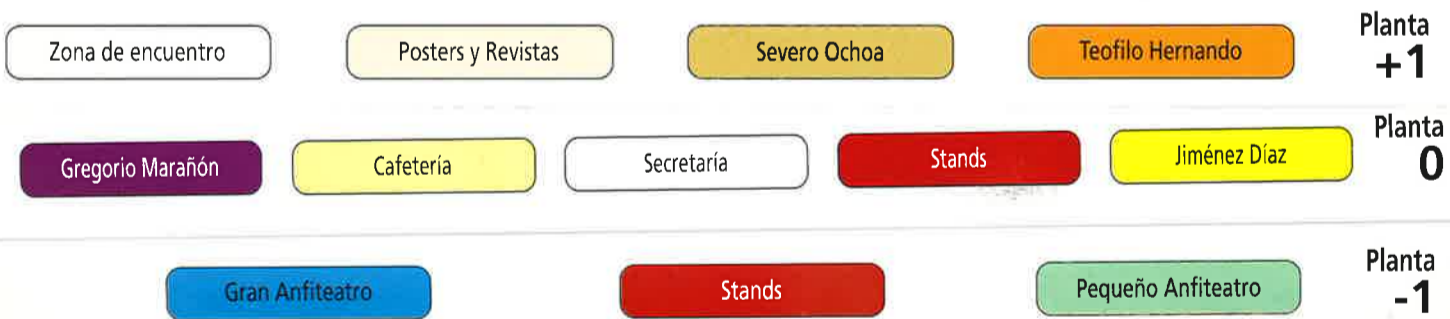 Zona de encuentro Posters y Revistas Severo Ochoa Teofilo Hernando Planta +1
Gregorio Marañón Cafetería Secretaría Stands Jiménez Díaz Planta 0
Gran Anfiteatro Stands Pequeño Anfiteatro Planta -1